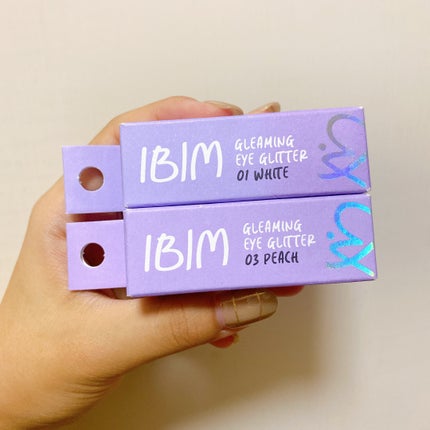 IBIM
GLEAMING
EYE GLITTER
01 WHITE
IBIM
GLEAMING
EYE GLITTER
03 PEACH